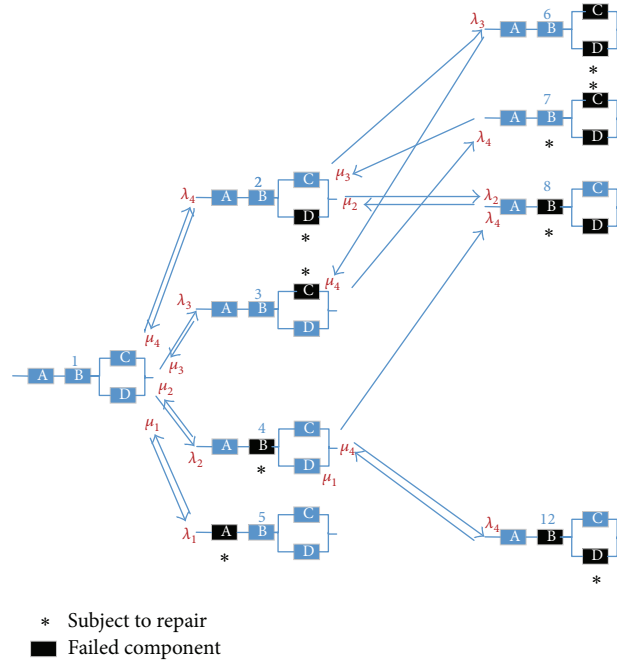 λ3 A B 6 C
D
*
*
7 C
λ4 A B D
*
λ4 A B 2 C μ3
D μ2
*
λ2 A B 8 C
λ4 D
*
*
λ3 A B 3 C μ4
D
μ4
μ3
1 C
A B D μ2
μ1
4 C
λ2 A B D μ4
* μ1
5 C
λ1 A B D
*
12 C
λ4 A B D
*
* Subject to repair
Failed component